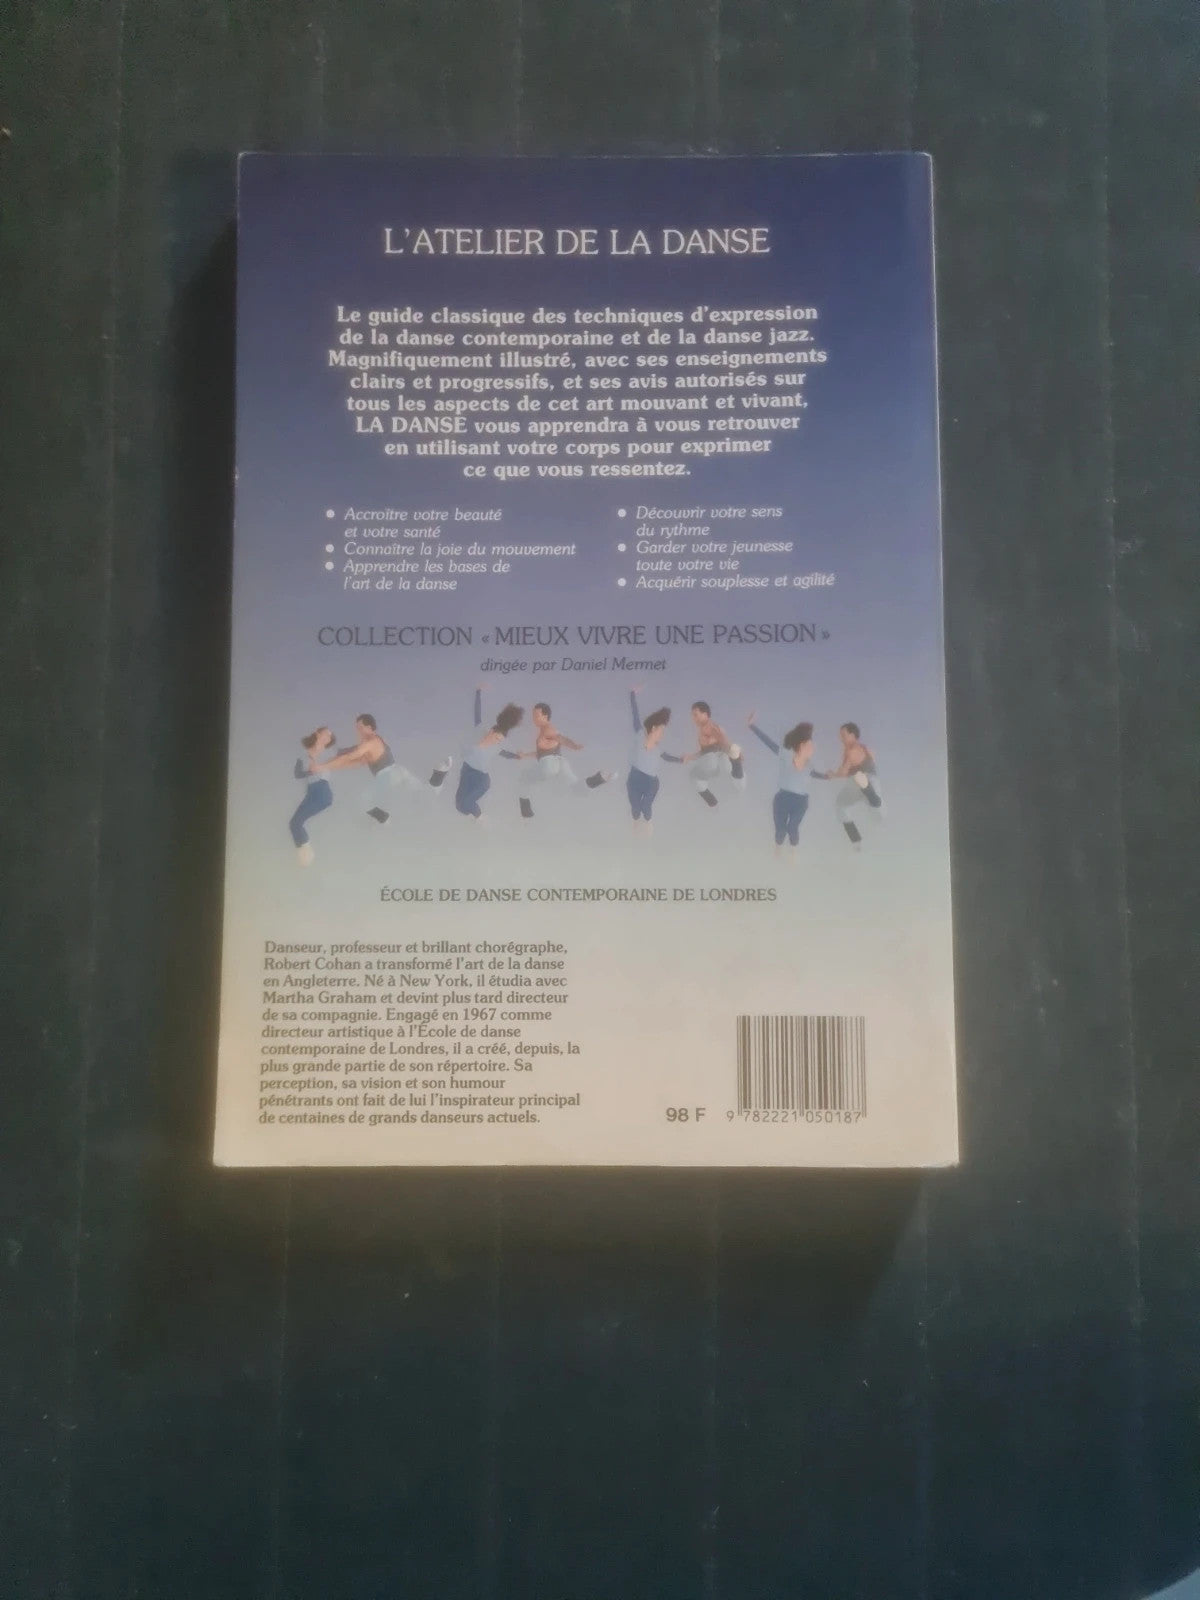 L'ATELIER DE LA DANSE
Le guide classique des techniques d'expression
de la danse contemporaine et de la danse jazz.
Magnifiquement illustré, avec ses enseignements
clairs et progressifs, et ses avis autorisés sur
tous les aspects de cet art mouvant et vivant,
LA DANSE vous apprendra à vous retrouver
en utilisant votre corps pour exprimer
ce que vous ressentez.
• Accroître votre beauté
et votre santé
• Connaître la joie du mouvement
• Apprendre les bases de
l'art de la danse
• Découvrir votre sens
du rythme
• Garder votre jeunesse
toute votre vie
• Acquérir souplesse et agilité
COLLECTION « MIEUX VIVRE UNE PASSION »
dirigée par Daniel Mermet
ÉCOLE DE DANSE CONTEMPORAINE DE LONDRES
Danseur, professeur et brillant chorégraphe,
Robert Cohan a transformé l'art de la danse
en Angleterre. Né à New York, il étudia avec
Martha Graham et devint plus tard directeur
de sa compagnie. Engagé en 1967 comme
directeur artistique à l'École de danse
contemporaine de Londres, il a créé, depuis, la
plus grande partie de son répertoire. Sa
perception, sa vision et son humour
pénétrants ont fait de lui l'inspirateur principal
de centaines de grands danseurs actuels.
98 F
9 782221 050187